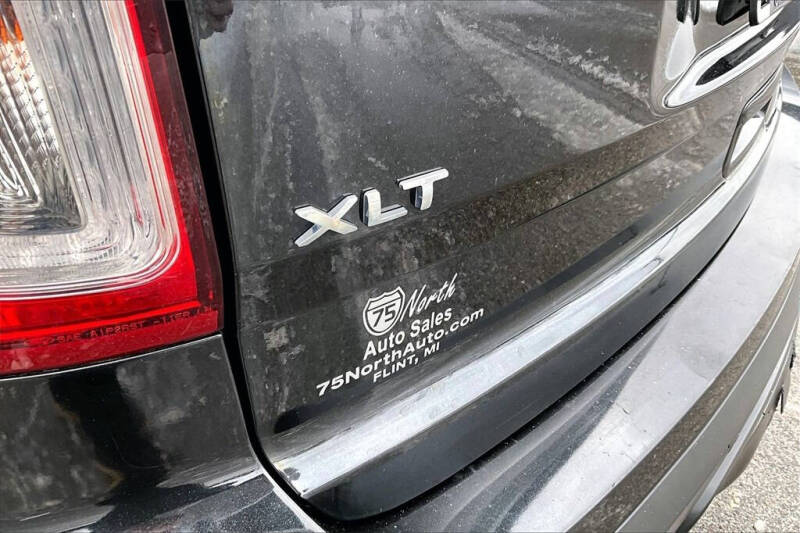 XLT
75 North
Auto Sales
75NorthAuto.com
FLINT, MI